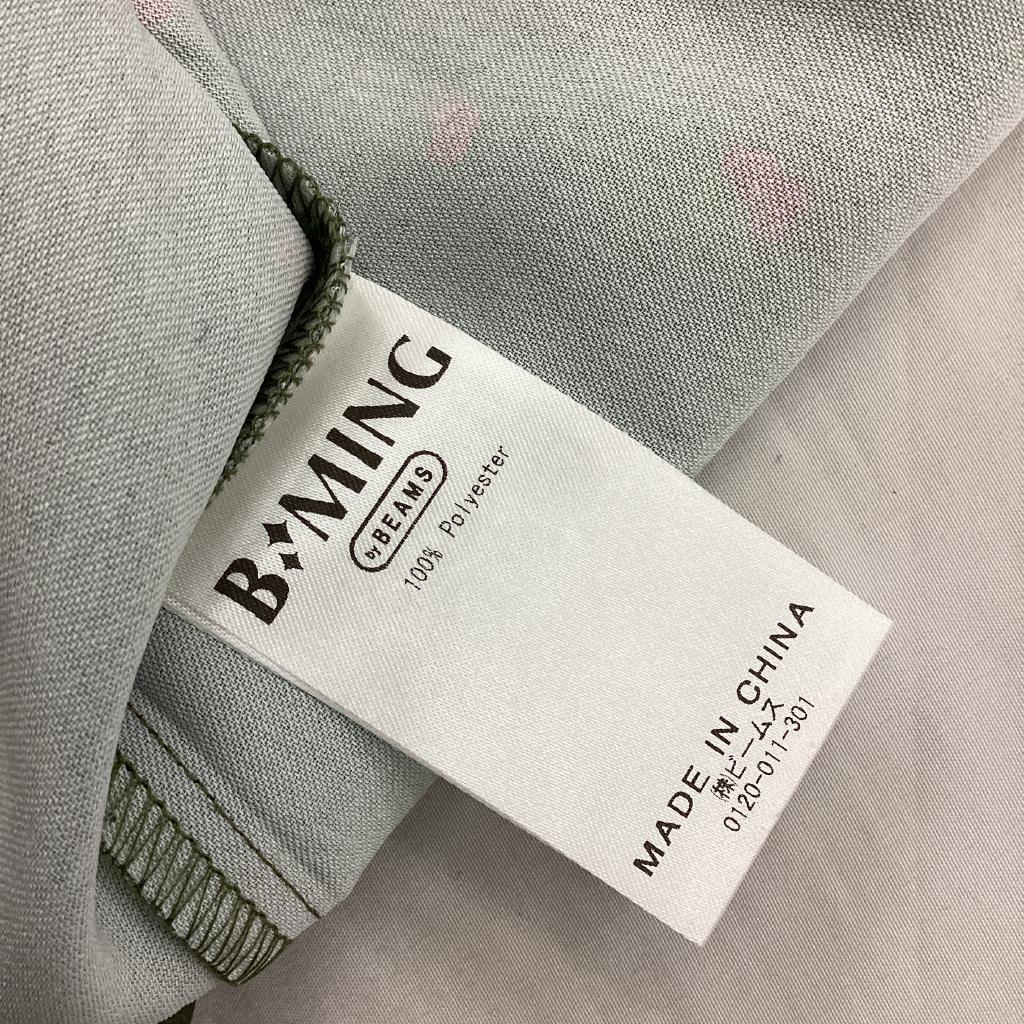 B MING
by BEAMS
100% Polyester
MADE IN CHINA
㈱ビームス
0120-011-301